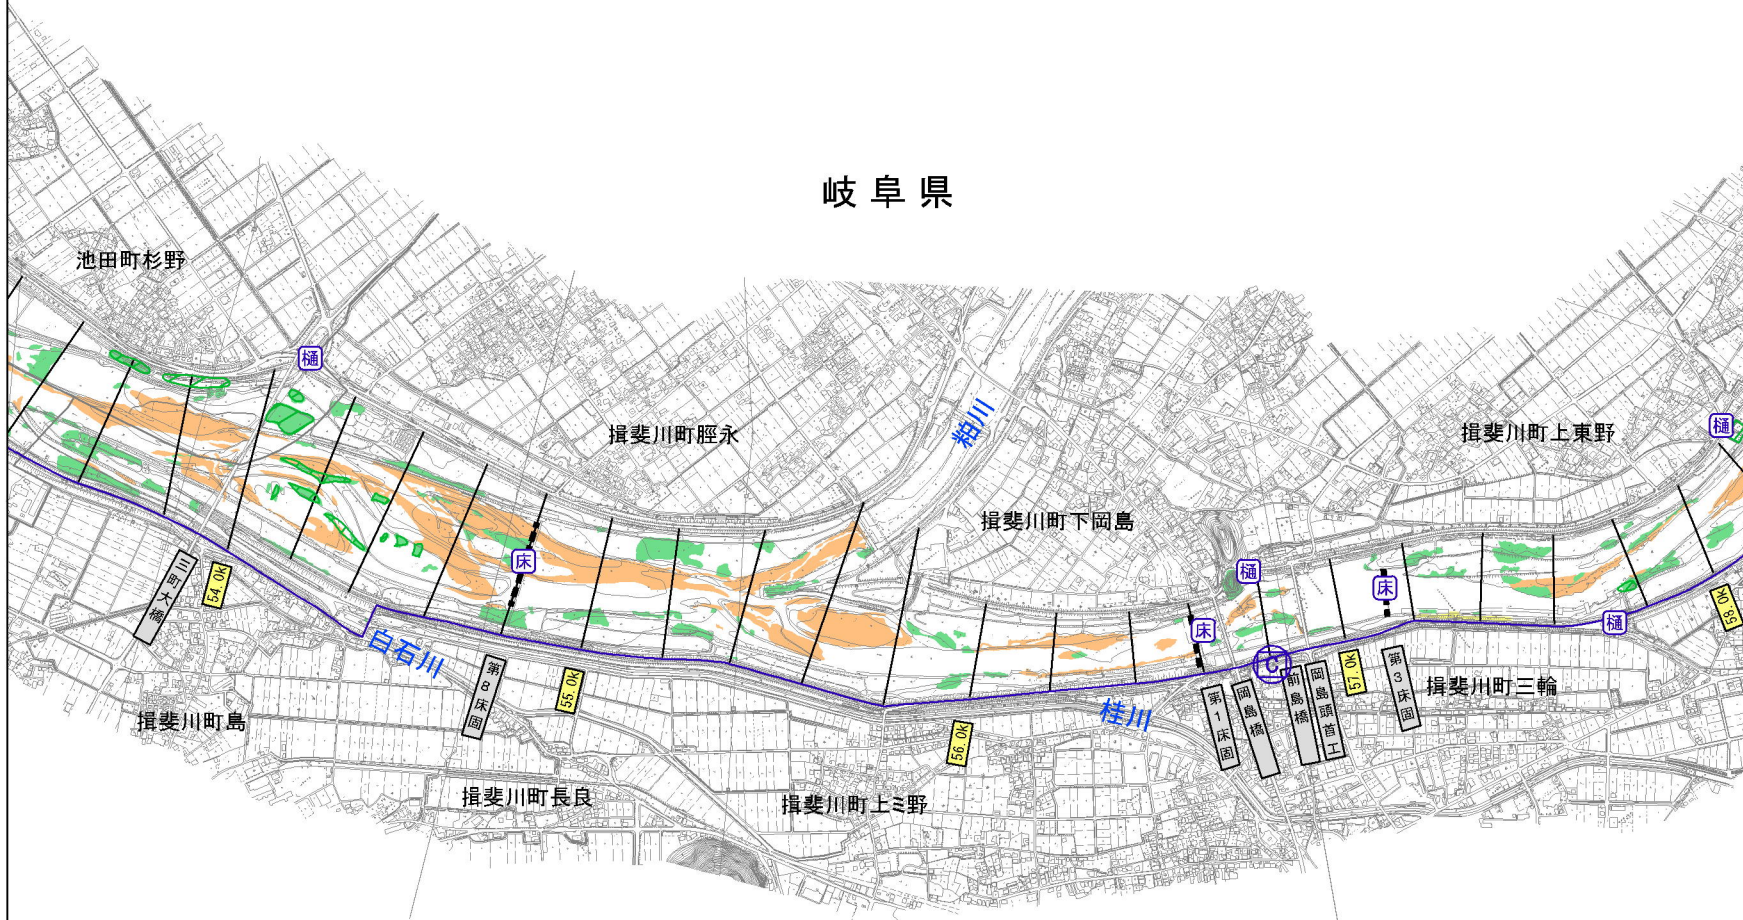 岐阜県
池田町杉野
樋
揖斐川町脛永
粕川
揖斐川町上東野
樋
揖斐川町下岡島
床
樋
床
三町大橋
54.0K
白石川
床
樋
58.0K
C
第8床固
55.0K
揖斐川町島
56.0K
桂川
第1床固
岡島橋
前島橋
岡島頭首工
57.0K
第3床固
揖斐川町三輪
揖斐川町長良
揖斐川町上ミ野